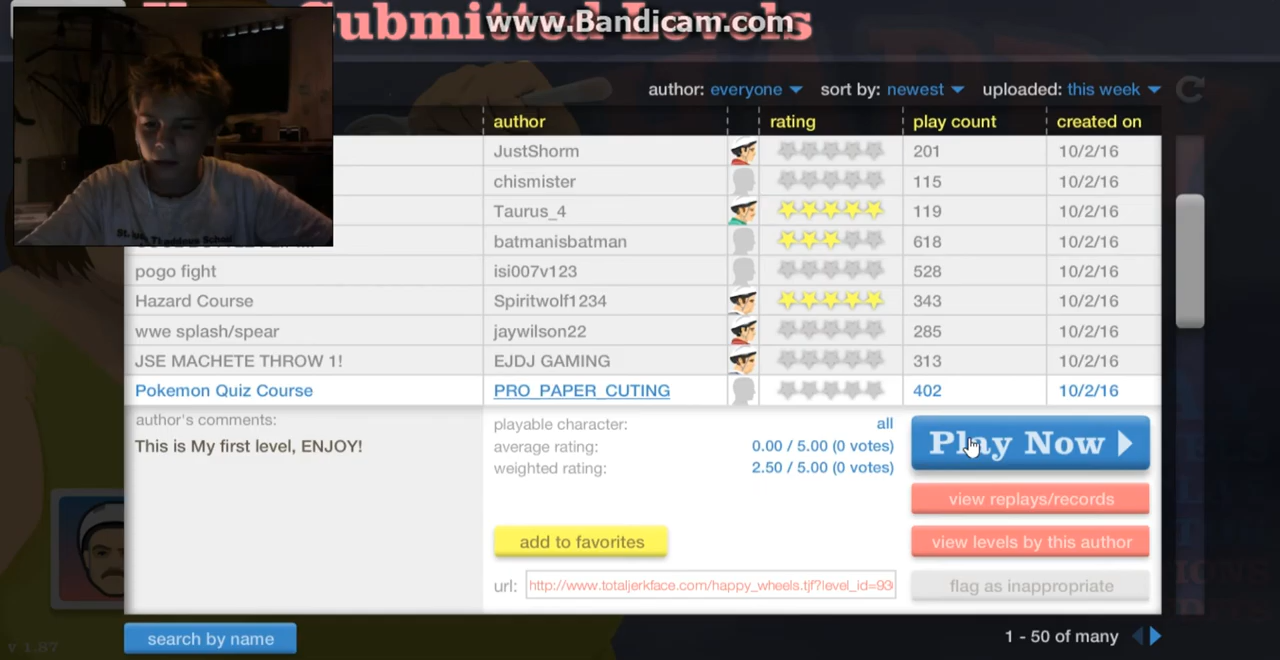 Submitted Levels
www.Bandicam.com
author: everyone sort by: newest uploaded: this week
author rating play count created on
JustShorm 201 10/2/16
chismister 115 10/2/16
Taurus_4 119 10/2/16
batmanisbatman 618 10/2/16
pogo fight isi007v123 528 10/2/16
Hazard Course Spiritwolf1234 343 10/2/16
wwe splash/spear jaywilson22 285 10/2/16
JSE MACHETE THROW 1! EJDJ GAMING 313 10/2/16
Pokemon Quiz Course PRO_PAPER_CUTING 402 10/2/16
author's comments:
This is My first level, ENJOY!
playable character: all
average rating: 0.00 / 5.00 (0 votes)
weighted rating: 2.50 / 5.00 (0 votes)
Play Now
view replays/records
add to favorites
view levels by this author
url: http://www.totaljerkface.com/happy_wheels.tjf?level_id=93
flag as inappropriate
search by name
1 - 50 of many
v 1.87